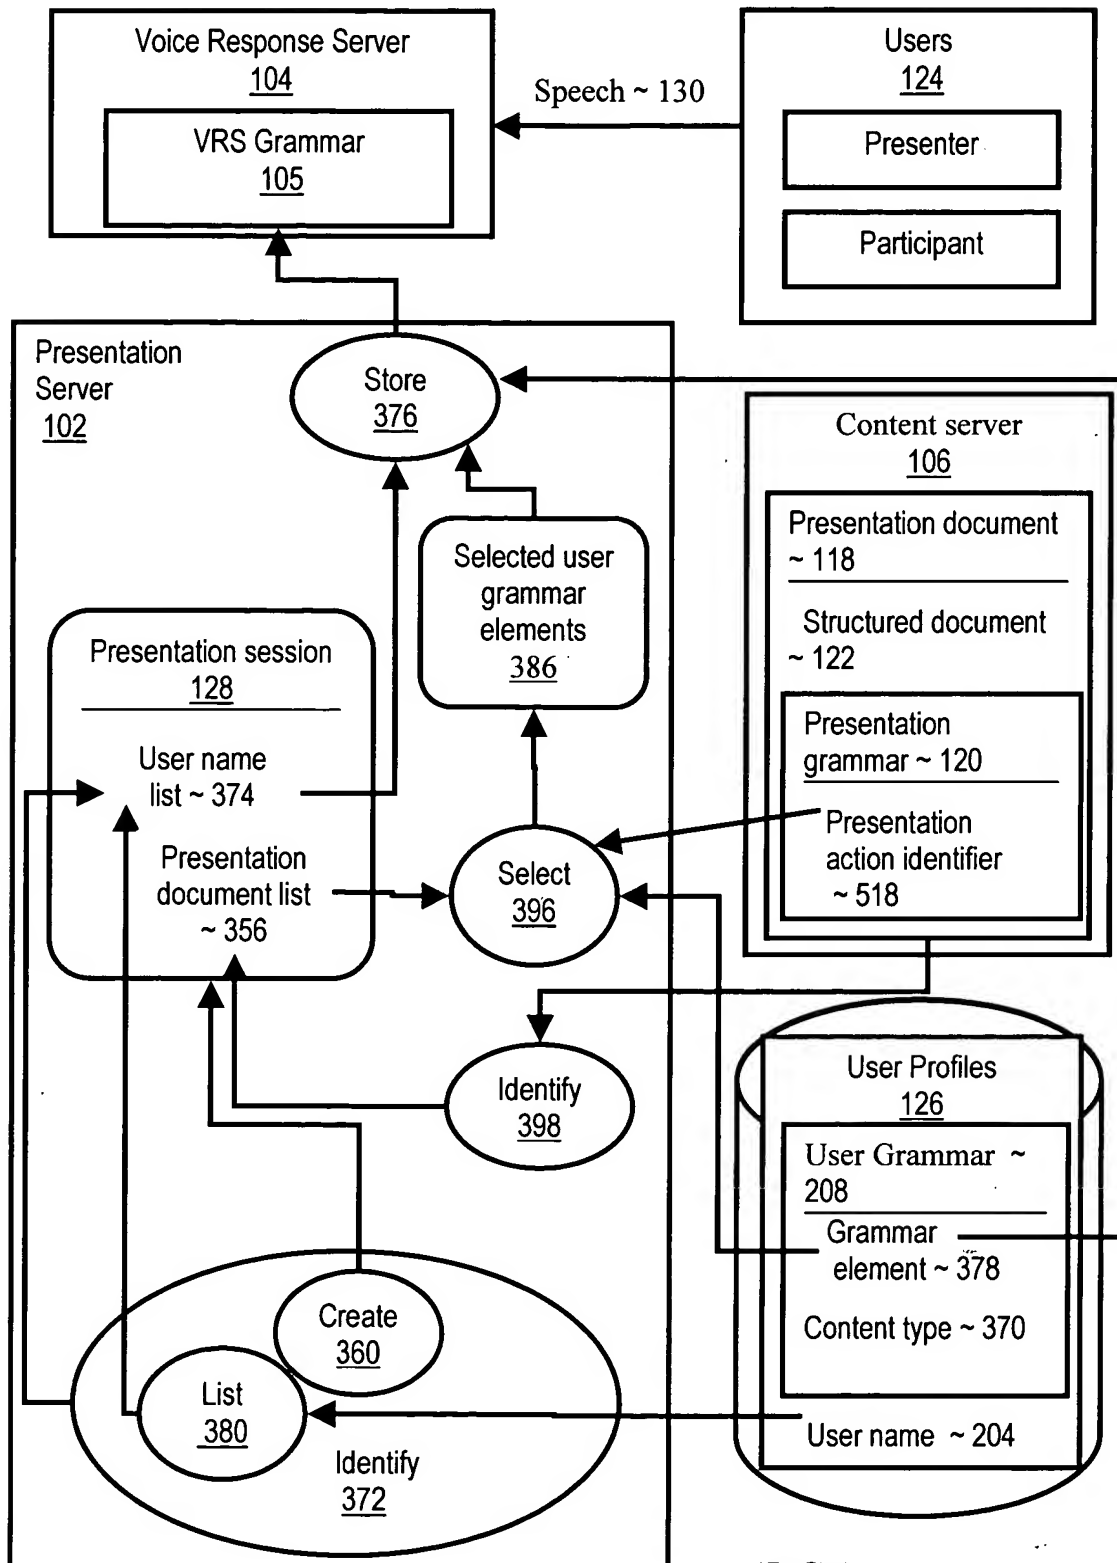 Voice Response Server
104
VRS Grammar
105
Speech ~ 130
Users
124
Presenter
Participant
Presentation
Server
102
Store
376
Content server
106
Presentation document
~ 118
Structured document
~ 122
Presentation
grammar ~ 120
Presentation
action identifier
~ 518
Selected user
grammar
elements
386
Presentation session
128
User name
list ~ 374
Presentation
document list
~ 356
Select
396
Identify
398
User Profiles
126
User Grammar ~
208
Grammar
element ~ 378
Content type ~ 370
User name ~ 204
Create
360
List
380
Identify
372